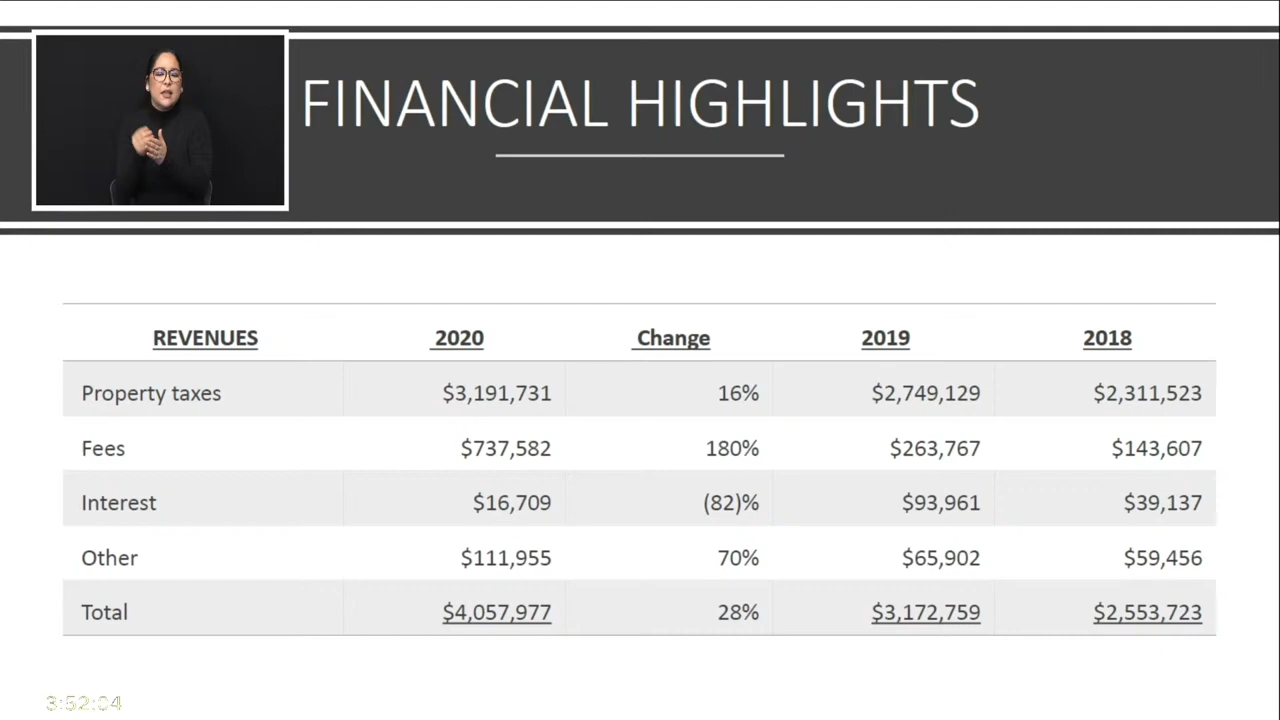 FINANCIAL HIGHLIGHTS
REVENUES 2020 Change 2019 2018
Property taxes $3,191,731 16% $2,749,129 $2,311,523
Fees $737,582 180% $263,767 $143,607
Interest $16,709 (82)% $93,961 $39,137
Other $111,955 70% $65,902 $59,456
Total $4,057,977 28% $3,172,759 $2,553,723
3:52:04